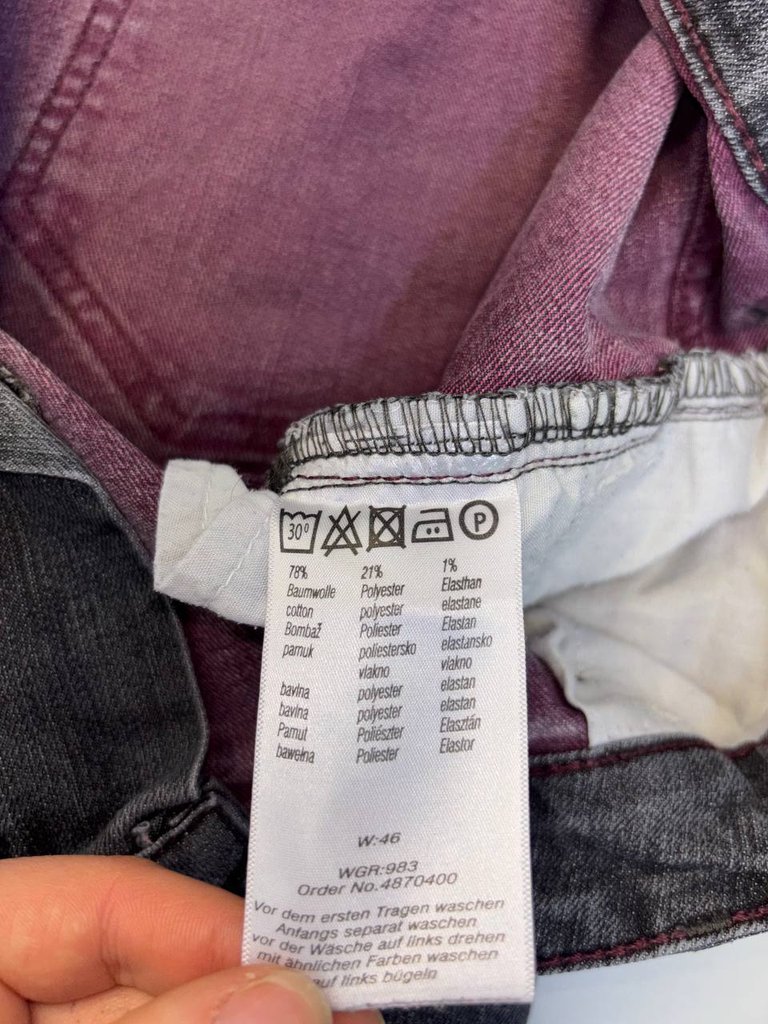 30° P
78% 21% 1%
Baumwolle Polyester Elasthan
cotton polyester elastane
Bombaž Poliester Elastan
pamuk poliestersko elastansko
vlakno vlakno
bavlna polyester elastan
bavlna polyester elastan
Pamut Poliészter Elasztán
bawełna Poliester Elastor
W:46
WGR:983
Order No.4870400
Vor dem ersten Tragen waschen
Anfangs separat waschen
vor der Wäsche auf links drehen
mit ähnlichen Farben waschen
auf links bügeln